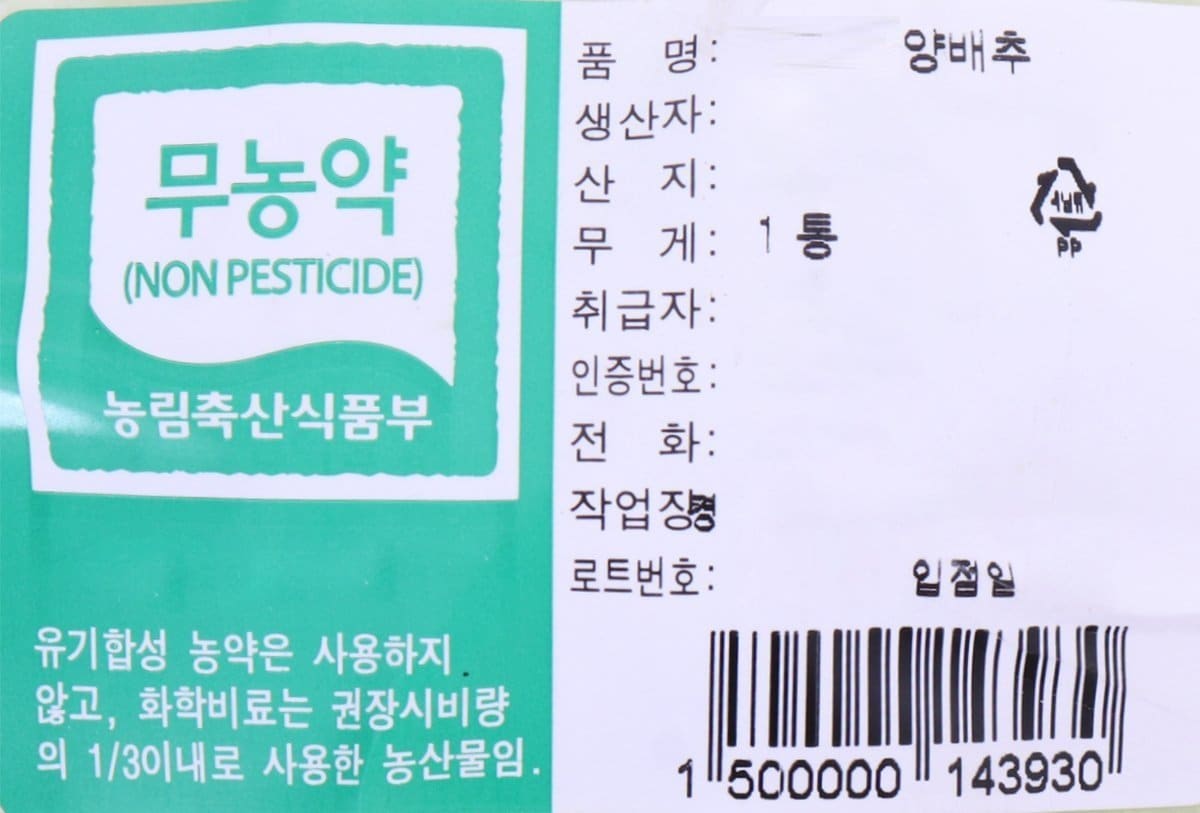 무농약
(NON PESTICIDE)
농림축산식품부
유기합성 농약은 사용하지
않고, 화학비료는 권장시비량
의 1/3이내로 사용한 농산물임.
품 명: 양배추
생산자:
산 지:
무 게: 1 통
취급자:
인증번호:
전 화:
작업장명
로트번호: 입점일
비닐류
PP
1 500000 143930